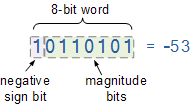 8-bit word
10110101 = -53
negative sign bit
magnitude bits